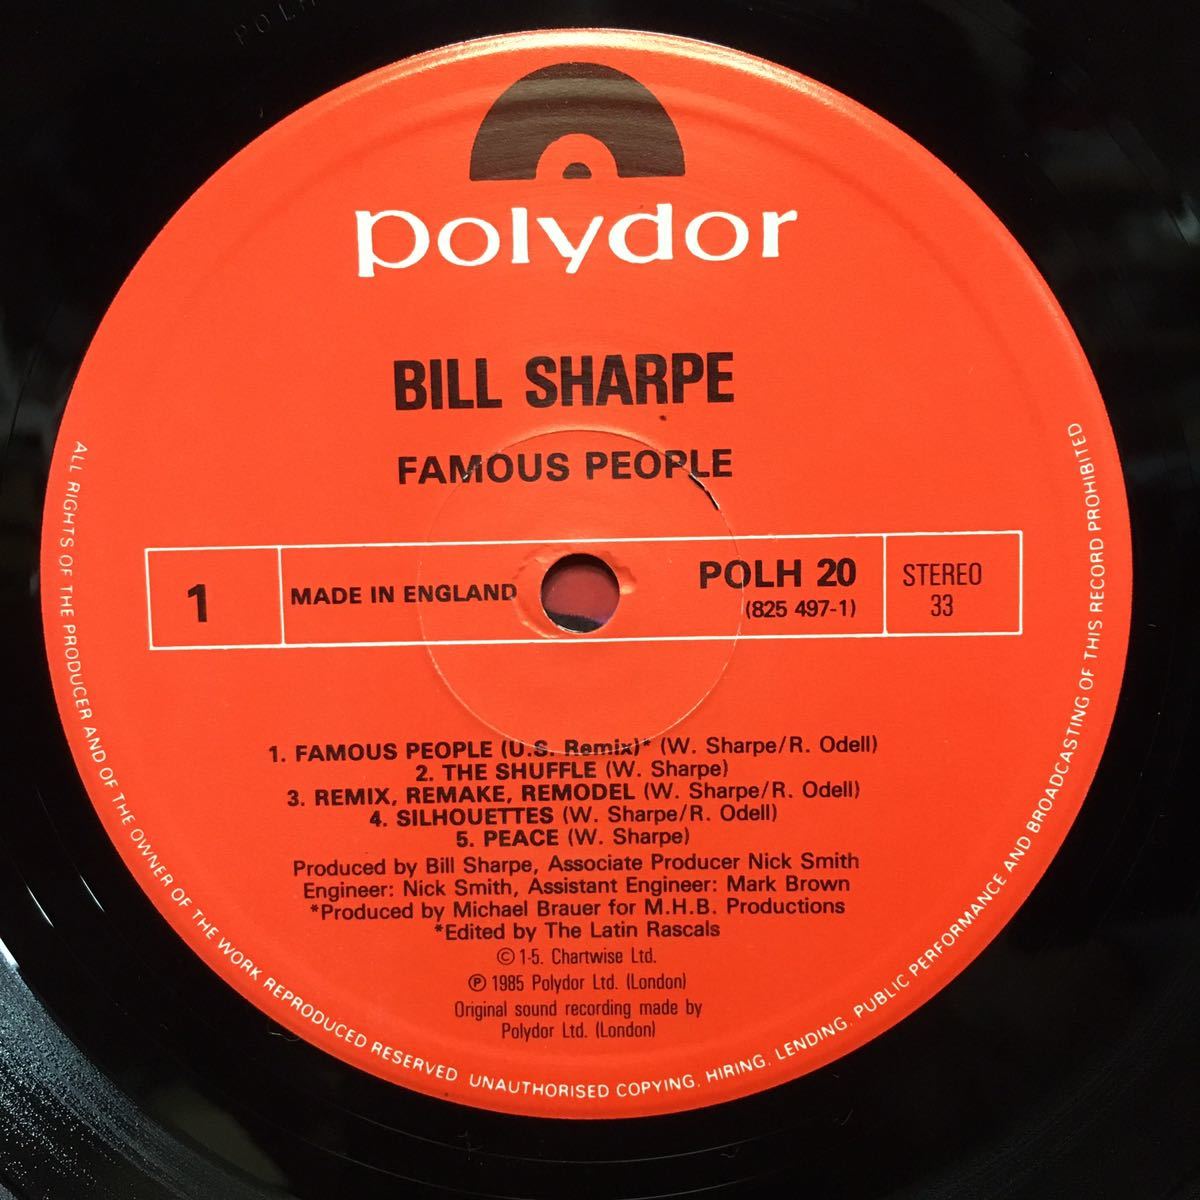 POLH
polydor
BILL SHARPE
FAMOUS PEOPLE
1
MADE IN ENGLAND
POLH 20
(825 497-1)
STEREO
33
1. FAMOUS PEOPLE (U.S. Remix)* (W. Sharpe/R. Odell)
2. THE SHUFFLE (W. Sharpe)
3. REMIX, REMAKE, REMODEL (W. Sharpe/R. Odell)
4. SILHOUETTES (W. Sharpe/R. Odell)
5. PEACE (W. Sharpe)
Produced by Bill Sharpe, Associate Producer Nick Smith
Engineer: Nick Smith, Assistant Engineer: Mark Brown
*Produced by Michael Brauer for M.H.B. Productions
*Edited by The Latin Rascals
© 1-5. Chartwise Ltd.
℗ 1985 Polydor Ltd. (London)
Original sound recording made by
Polydor Ltd. (London)
ALL RIGHTS OF THE PRODUCER AND OF THE OWNER OF THE WORK REPRODUCED RESERVED UNAUTHORISED COPYING, HIRING, LENDING, PUBLIC PERFORMANCE AND BROADCASTING OF THIS RECORD PROHIBITED